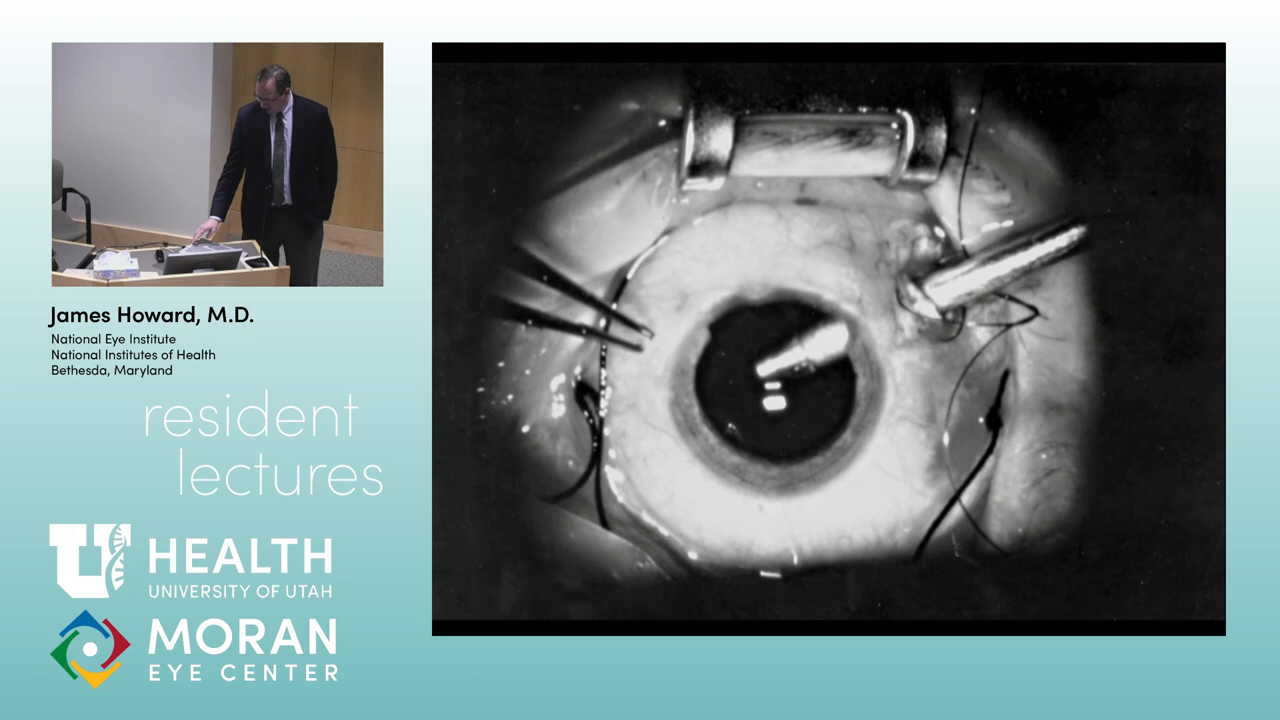 James Howard, M.D.
National Eye Institute
National Institutes of Health
Bethesda, Maryland
resident
lectures
U HEALTH
UNIVERSITY OF UTAH
MORAN
EYE CENTER